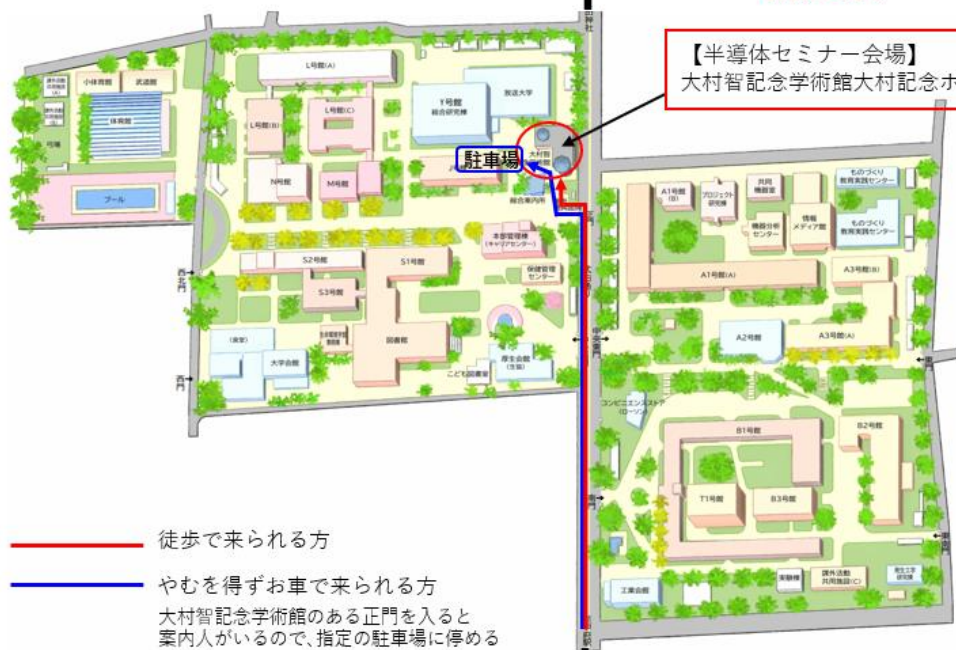 【半導体セミナー会場】
大村智記念学術館大村記念ホ
L号館(A)
小体育館
武道館
体育館
弓場
プール
L号館(B)
L号館(C)
Y号館
総合研究棟
放送大学
大村智
駐車場
総合案内所
N号館
M号館
本部管理棟
(キャリアセンター)
保健管理
センター
S2号館
S1号館
S3号館
西北門
西門
(食堂)
大学会館
図書館
こども図書室
厚生会館
(生協)
中央東門
A1号館
(B)
プロジェクト
研究棟
共同
機器室
機器分析
センター
情報
メディア館
ものづくり
教育実践センター
ものづくり
教育実践センター
A1号館(A)
A3号館(B)
A2号館
A3号館(A)
東門
コンビニエンスストア
(ローソン)
B1号館
B2号館
T1号館
B3号館
南門
東南門
工業会館
実験棟
課外活動
共用施設(C)
徒歩で来られる方
やむを得ずお車で来られる方
大村智記念学術館のある正門を入ると
案内人がいるので、指定の駐車場に停める